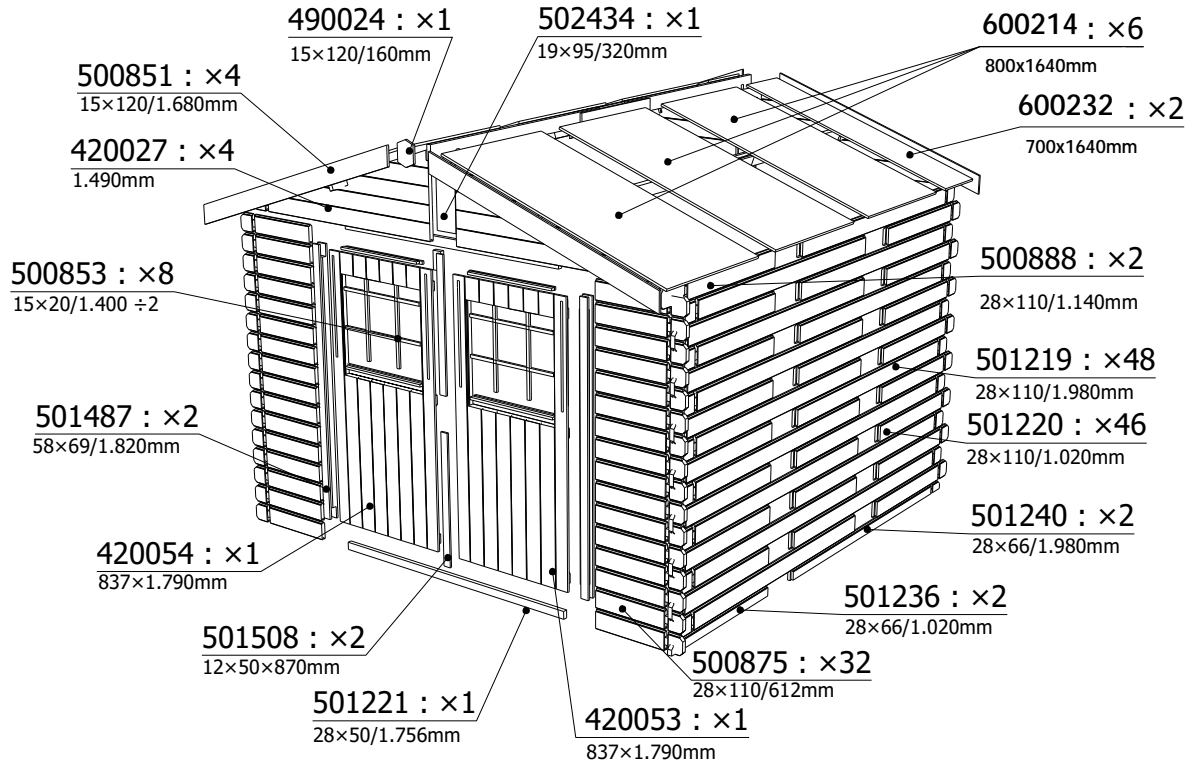 490024 : ×1
15×120/160mm
502434 : ×1
19×95/320mm
600214 : ×6
800x1640mm
500851 : ×4
15×120/1.680mm
600232 : ×2
700x1640mm
420027 : ×4
1.490mm
500853 : ×8
15×20/1.400 ÷2
500888 : ×2
28×110/1.140mm
501219 : ×48
28×110/1.980mm
501487 : ×2
58×69/1.820mm
501220 : ×46
28×110/1.020mm
501240 : ×2
28×66/1.980mm
420054 : ×1
837×1.790mm
501236 : ×2
28×66/1.020mm
501508 : ×2
12×50×870mm
500875 : ×32
28×110/612mm
501221 : ×1
28×50/1.756mm
420053 : ×1
837×1.790mm